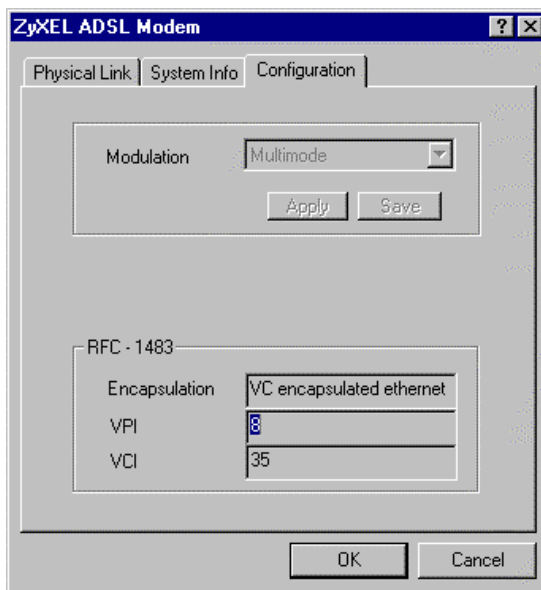 ZyXEL ADSL Modem
Physical Link System Info Configuration
Modulation Multimode
Apply Save
RFC - 1483
Encapsulation VC encapsulated ethernet
VPI 8
VCI 35
OK Cancel